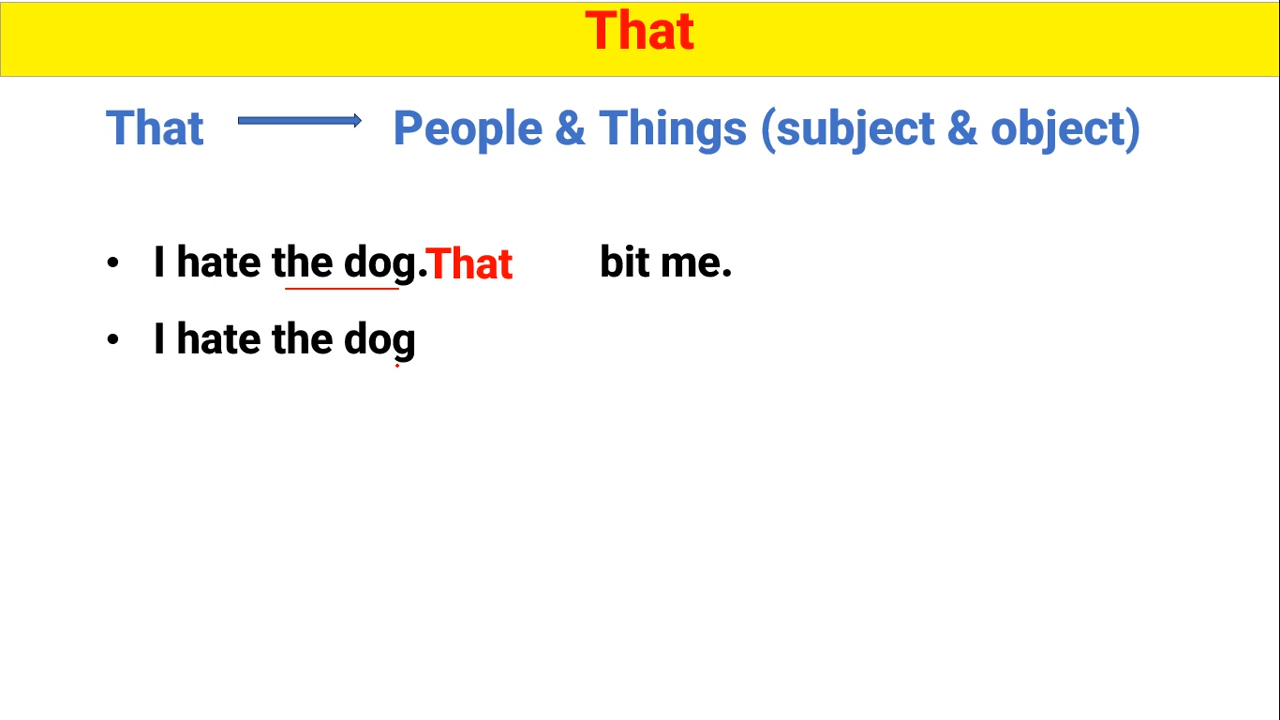 That
That People & Things (subject & object)
• I hate the dog.That bit me.
• I hate the dog